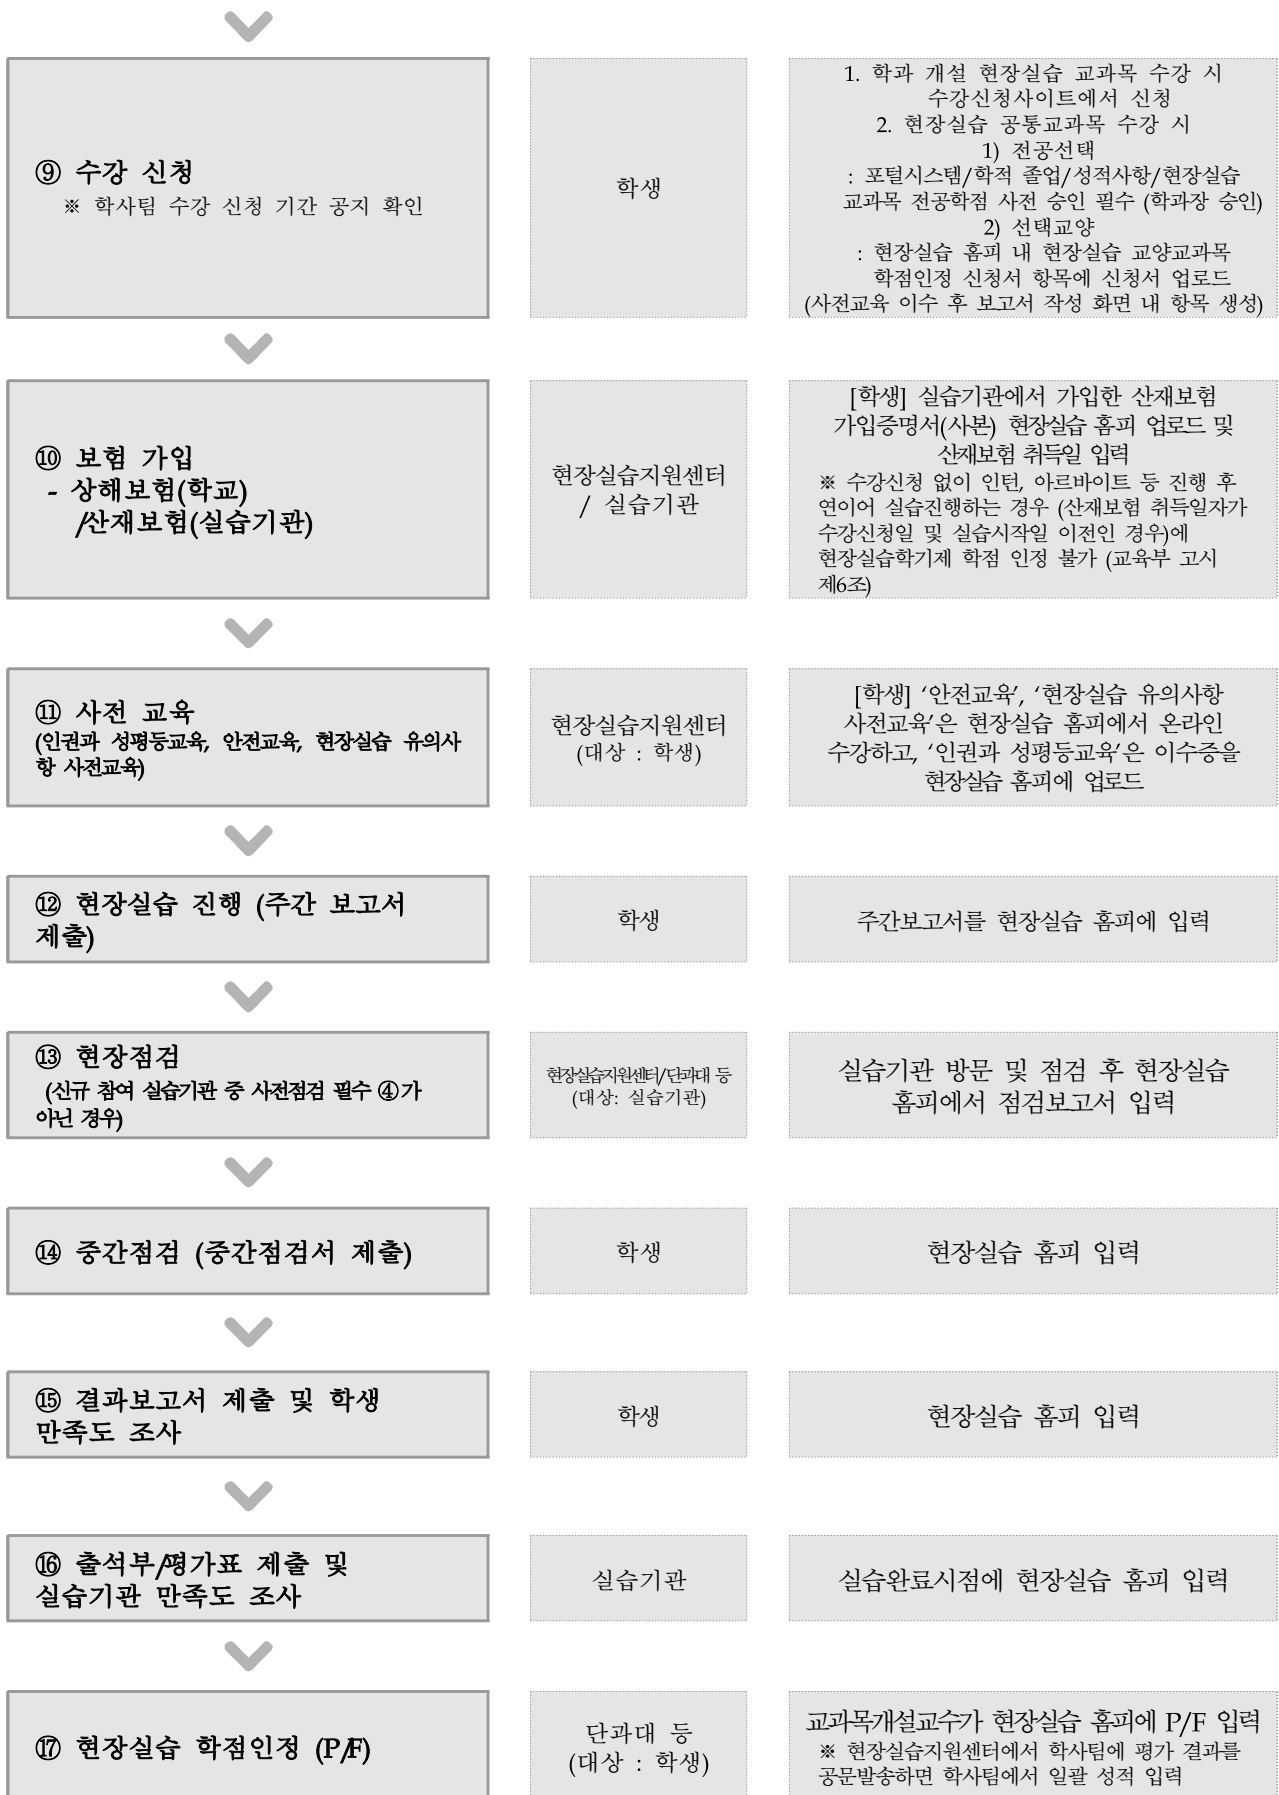 ⑨ 수강 신청
※ 학사팀 수강 신청 기간 공지 확인
학생
1. 학과 개설 현장실습 교과목 수강 시
수강신청사이트에서 신청
2. 현장실습 공통교과목 수강 시
1) 전공선택
: 포털시스템/학적 졸업/성적사항/현장실습
교과목 전공학점 사전 승인 필수 (학과장 승인)
2) 선택교양
: 현장실습 홈피 내 현장실습 교양교과목
학점인정 신청서 항목에 신청서 업로드
(사전교육 이수 후 보고서 작성 화면 내 항목 생성)
⑩ 보험 가입
- 상해보험(학교)
/산재보험(실습기관)
현장실습지원센터
/ 실습기관
[학생] 실습기관에서 가입한 산재보험
가입증명서(사본) 현장실습 홈피 업로드 및
산재보험 취득일 입력
※ 수강신청 없이 인턴, 아르바이트 등 진행 후
연이어 실습진행하는 경우 (산재보험 취득일자가
수강신청일 및 실습시작일 이전인 경우)에
현장실습학기제 학점 인정 불가 (교육부 고시
제6조)
⑪ 사전 교육
(인권과 성평등교육, 안전교육, 현장실습 유의사
항 사전교육)
현장실습지원센터
(대상 : 학생)
[학생] ‘안전교육’, ‘현장실습 유의사항
사전교육’은 현장실습 홈피에서 온라인
수강하고, ‘인권과 성평등교육’은 이수증을
현장실습 홈피에 업로드
⑫ 현장실습 진행 (주간 보고서
제출)
학생
주간보고서를 현장실습 홈피에 입력
⑬ 현장점검
(신규 참여 실습기관 중 사전점검 필수 ④가
아닌 경우)
현장실습지원센터/단과대 등
(대상: 실습기관)
실습기관 방문 및 점검 후 현장실습
홈피에서 점검보고서 입력
⑭ 중간점검 (중간점검서 제출)
학생
현장실습 홈피 입력
⑮ 결과보고서 제출 및 학생
만족도 조사
학생
현장실습 홈피 입력
⑯ 출석부/평가표 제출 및
실습기관 만족도 조사
실습기관
실습완료시점에 현장실습 홈피 입력
⑰ 현장실습 학점인정 (P/F)
단과대 등
(대상 : 학생)
교과목개설교수가 현장실습 홈피에 P/F 입력
※ 현장실습지원센터에서 학사팀에 평가 결과를
공문발송하면 학사팀에서 일괄 성적 입력